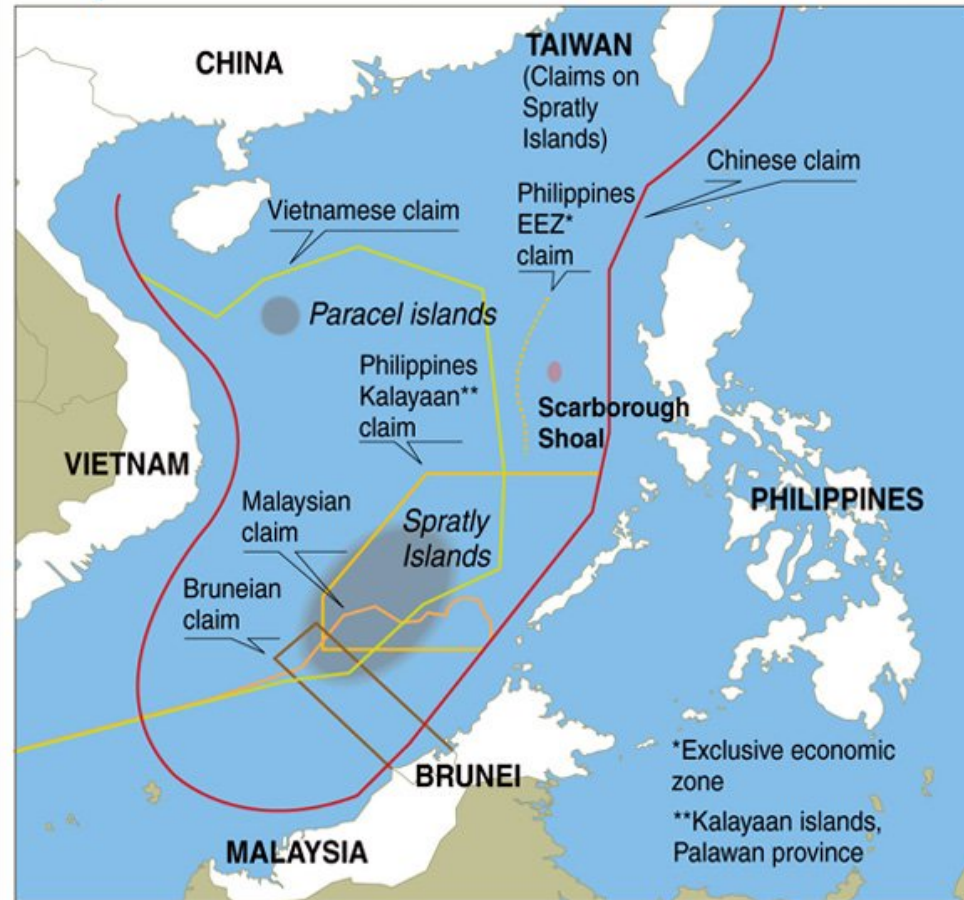 TAIWAN
(Claims on
Spratly
Islands)
CHINA
Chinese claim
Philippines
EEZ*
claim
Vietnamese claim
Paracel islands
Philippines
Kalayaan**
claim
Scarborough
Shoal
VIETNAM
PHILIPPINES
Malaysian
claim
Spratly
Islands
Bruneian
claim
BRUNEI
MALAYSIA
*Exclusive economic
zone
**Kalayaan islands,
Palawan province